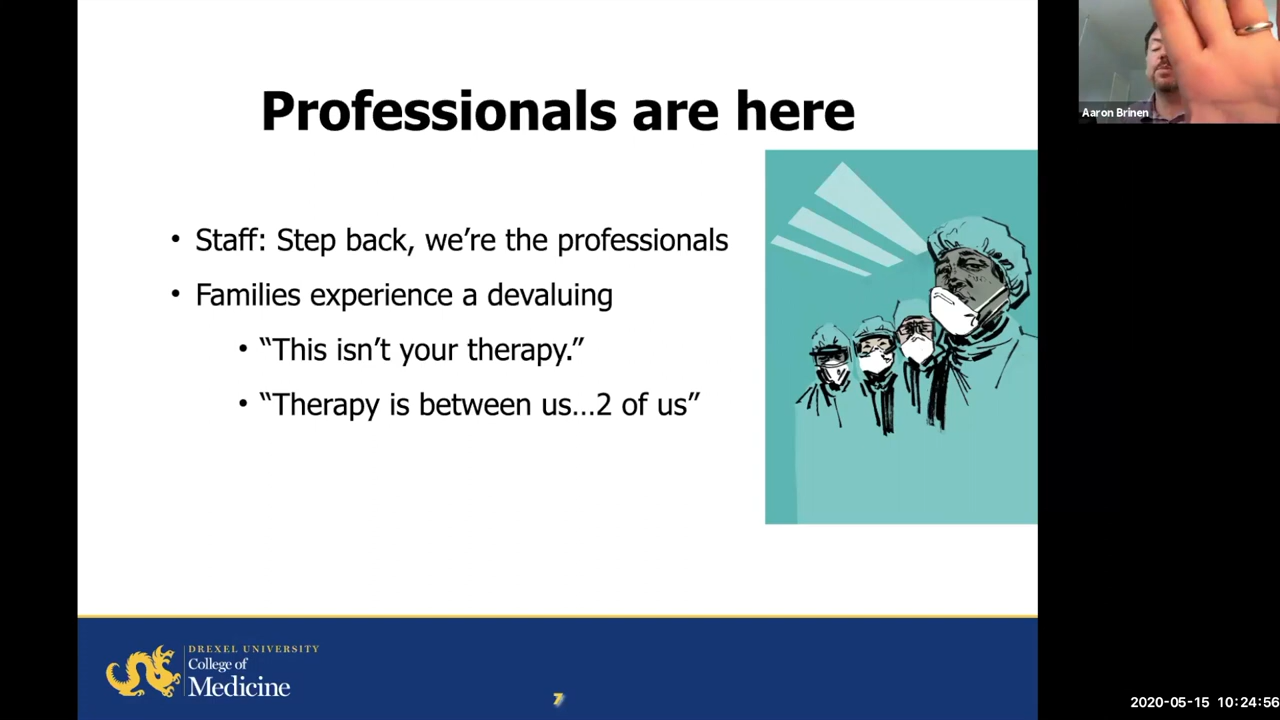 Professionals are here
• Staff: Step back, we’re the professionals
• Families experience a devaluing
• “This isn’t your therapy.”
• “Therapy is between us…2 of us”
DREXEL UNIVERSITY
College of
Medicine
7
Aaron Brinen
2020-05-15 10:24:56